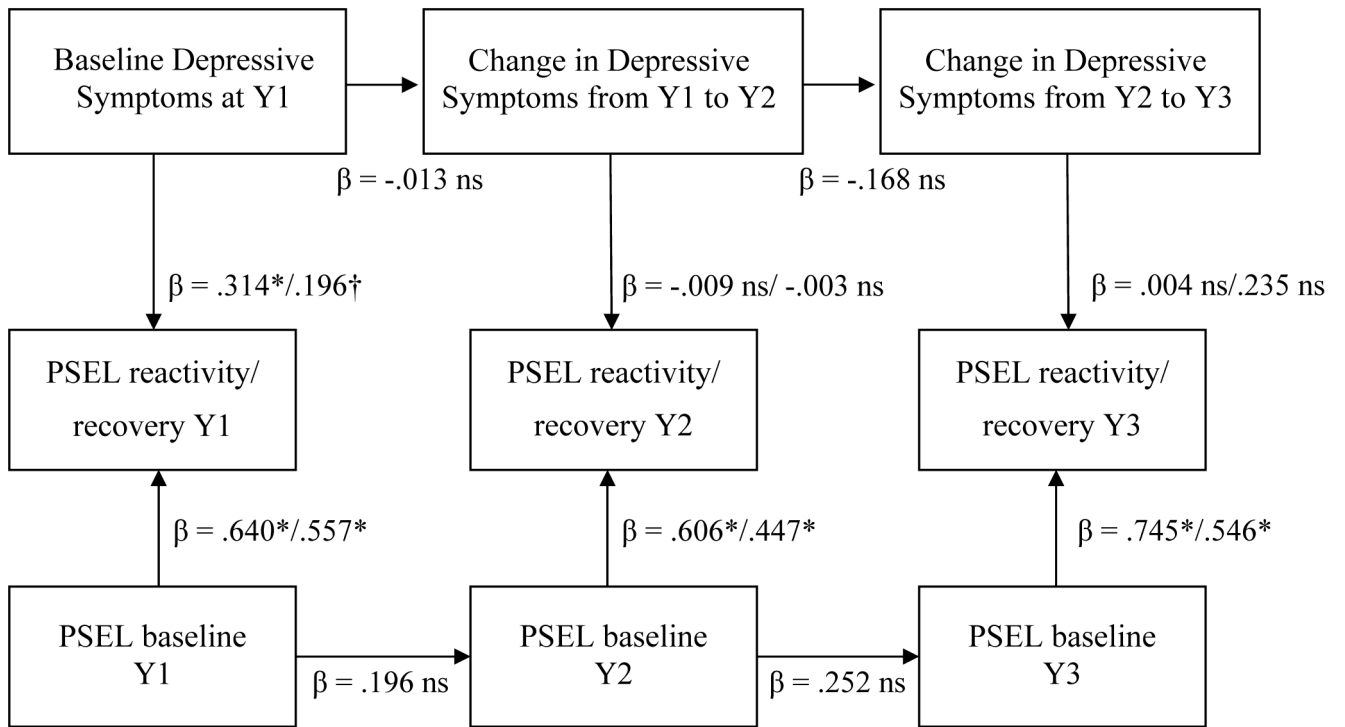 Baseline Depressive
Symptoms at Y1
Change in Depressive
Symptoms from Y1 to Y2
Change in Depressive
Symptoms from Y2 to Y3
β = -.013 ns
β = -.168 ns
β = .314*/.196†
β = -.009 ns/ -.003 ns
β = .004 ns/.235 ns
PSEL reactivity/
recovery Y1
PSEL reactivity/
recovery Y2
PSEL reactivity/
recovery Y3
β = .640*/.557*
β = .606*/.447*
β = .745*/.546*
PSEL baseline
Y1
PSEL baseline
Y2
PSEL baseline
Y3
β = .196 ns
β = .252 ns